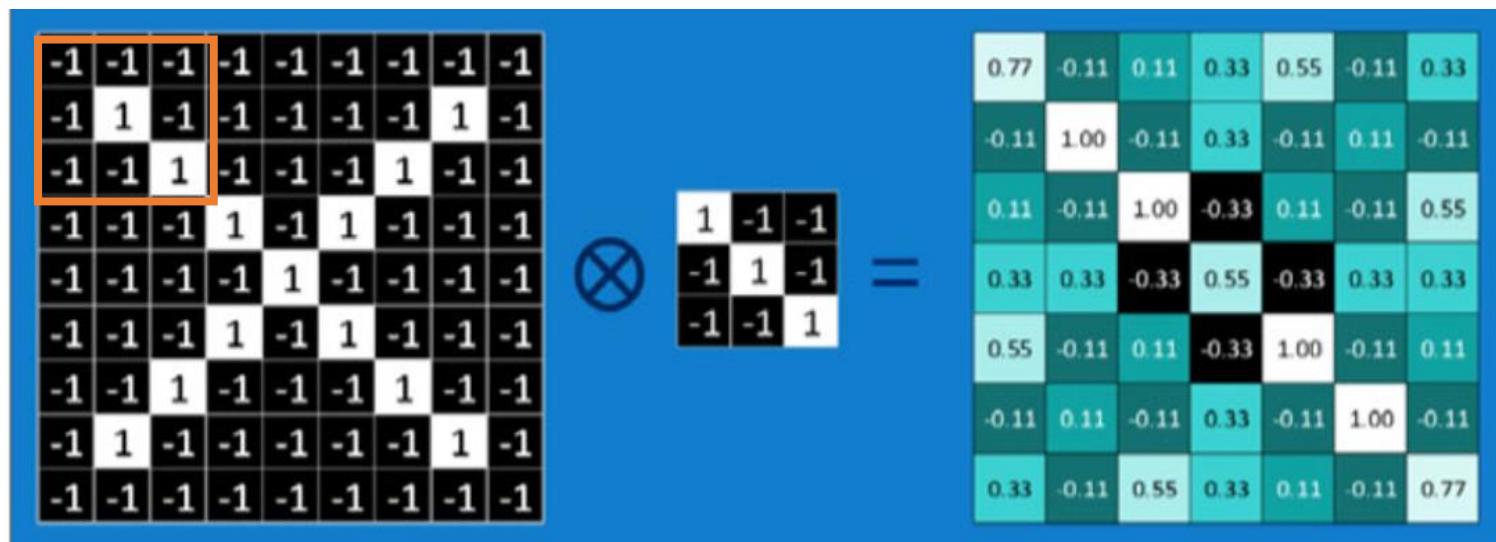 -1 -1 -1 -1 -1 -1 -1 -1 -1
-1 1 -1 -1 -1 -1 -1 1 -1
-1 -1 1 -1 -1 -1 1 -1 -1
-1 -1 -1 1 -1 1 -1 -1 -1
-1 -1 -1 -1 1 -1 -1 -1 -1
-1 -1 -1 1 -1 1 -1 -1 -1
-1 -1 1 -1 -1 -1 1 -1 -1
-1 1 -1 -1 -1 -1 -1 1 -1
-1 -1 -1 -1 -1 -1 -1 -1 -1
⊗
1 -1 -1
-1 1 -1
-1 -1 1
=
0.77 -0.11 0.11 0.33 0.55 -0.11 0.33
-0.11 1.00 -0.11 0.33 -0.11 0.11 -0.11
0.11 -0.11 1.00 -0.33 0.11 -0.11 0.55
0.33 0.33 -0.33 0.55 -0.33 0.33 0.33
0.55 -0.11 0.11 -0.33 1.00 -0.11 0.11
-0.11 0.11 -0.11 0.33 -0.11 1.00 -0.11
0.33 -0.11 0.55 0.33 0.11 -0.11 0.77